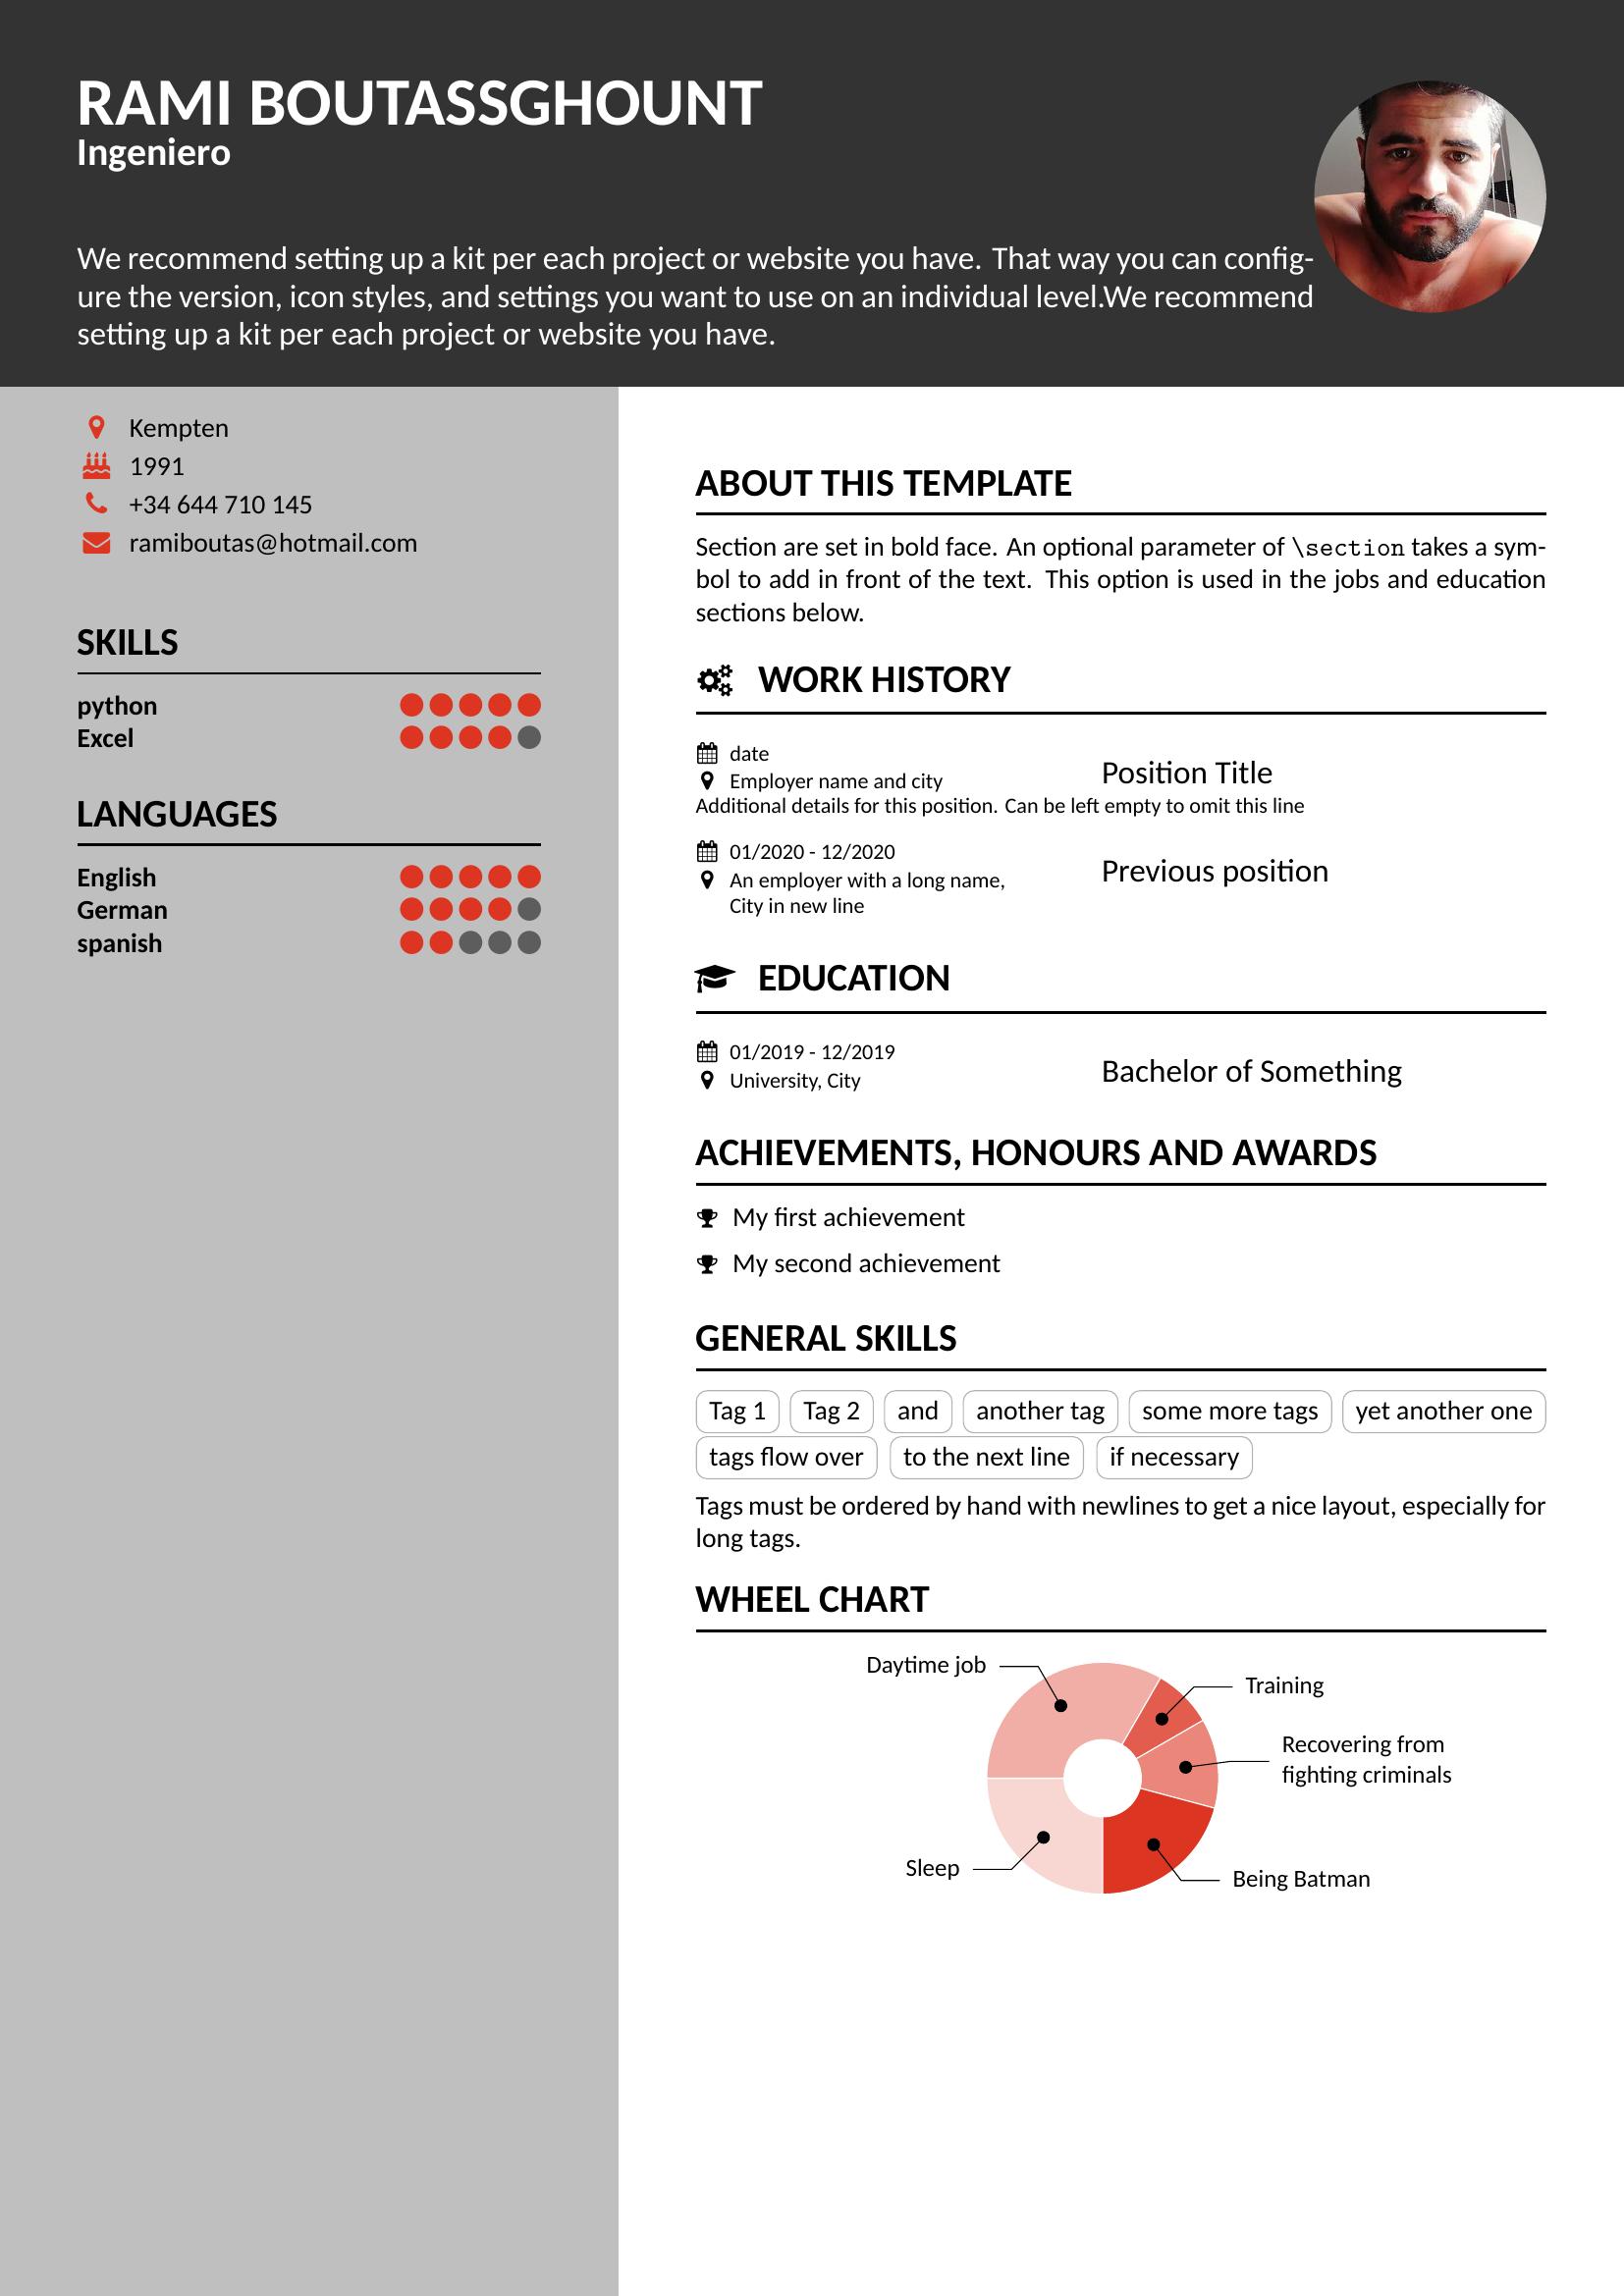 RAMI BOUTASSGHOUNT
Ingeniero
We recommend setting up a kit per each project or website you have. That way you can config-
ure the version, icon styles, and settings you want to use on an individual level.We recommend
setting up a kit per each project or website you have.
Kempten
1991
+34 644 710 145
ramiboutas@hotmail.com
SKILLS
python
Excel
LANGUAGES
English
German
spanish
ABOUT THIS TEMPLATE
Section are set in bold face. An optional parameter of \section takes a sym-
bol to add in front of the text. This option is used in the jobs and education
sections below.
WORK HISTORY
date
Employer name and city
Position Title
Additional details for this position. Can be left empty to omit this line
01/2020 - 12/2020
An employer with a long name,
City in new line
Previous position
EDUCATION
01/2019 - 12/2019
University, City
Bachelor of Something
ACHIEVEMENTS, HONOURS AND AWARDS
My first achievement
My second achievement
GENERAL SKILLS
Tag 1 Tag 2 and another tag some more tags yet another one
tags flow over to the next line if necessary
Tags must be ordered by hand with newlines to get a nice layout, especially for
long tags.
WHEEL CHART
Daytime job
Training
Recovering from
fighting criminals
Sleep
Being Batman